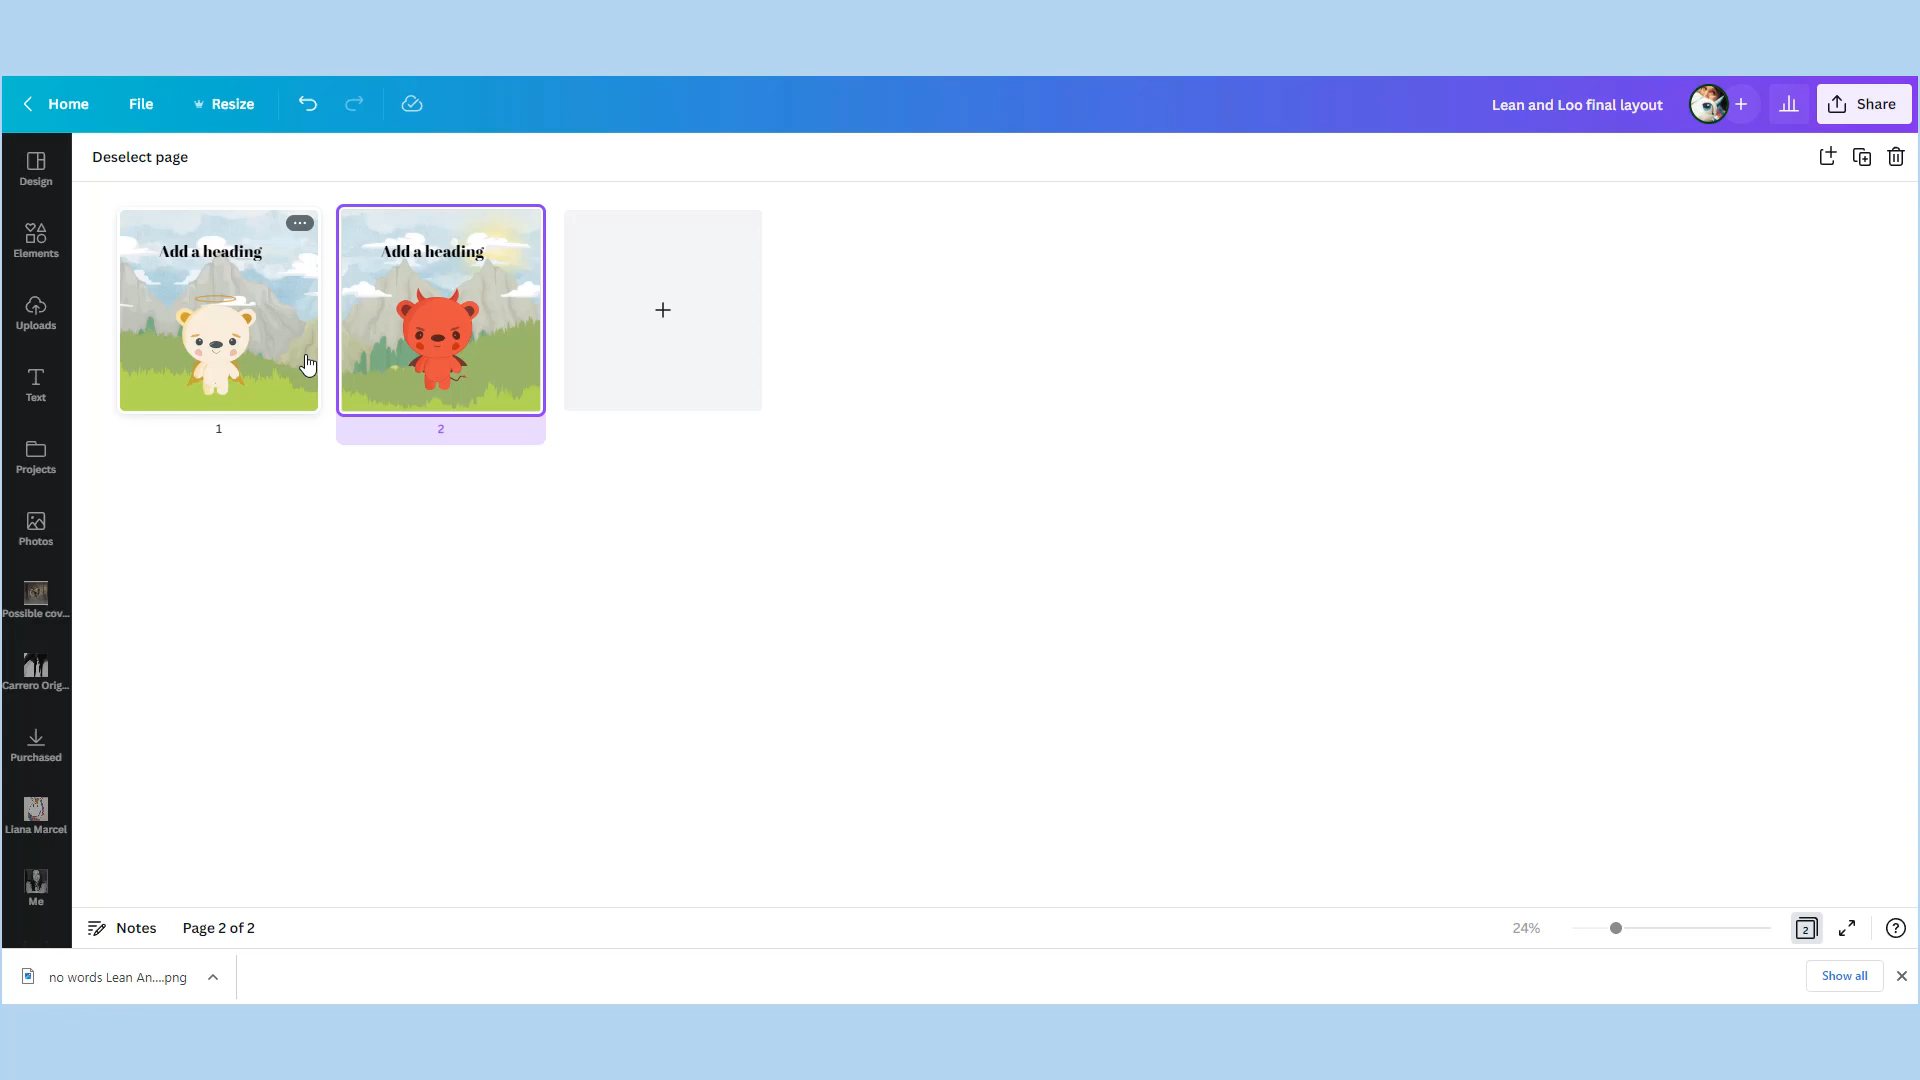 Home File Resize Lean and Loo final layout Share
Deselect page
Design
Elements
Uploads
Text
Projects
Photos
Possible cov...
Carrero Orig...
Purchased
Liana Marcel
Me
Add a heading
Add a heading
1
2
Notes Page 2 of 2 24% 2
no words Lean An....png Show all